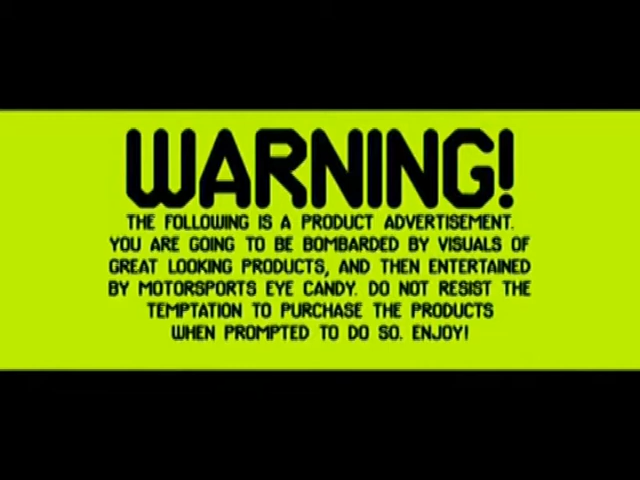 WARNING!
THE FOLLOWING IS A PRODUCT ADVERTISEMENT.
YOU ARE GOING TO BE BOMBARDED BY VISUALS OF
GREAT LOOKING PRODUCTS, AND THEN ENTERTAINED
BY MOTORSPORTS EYE CANDY. DO NOT RESIST THE
TEMPTATION TO PURCHASE THE PRODUCTS
WHEN PROMPTED TO DO SO. ENJOY!